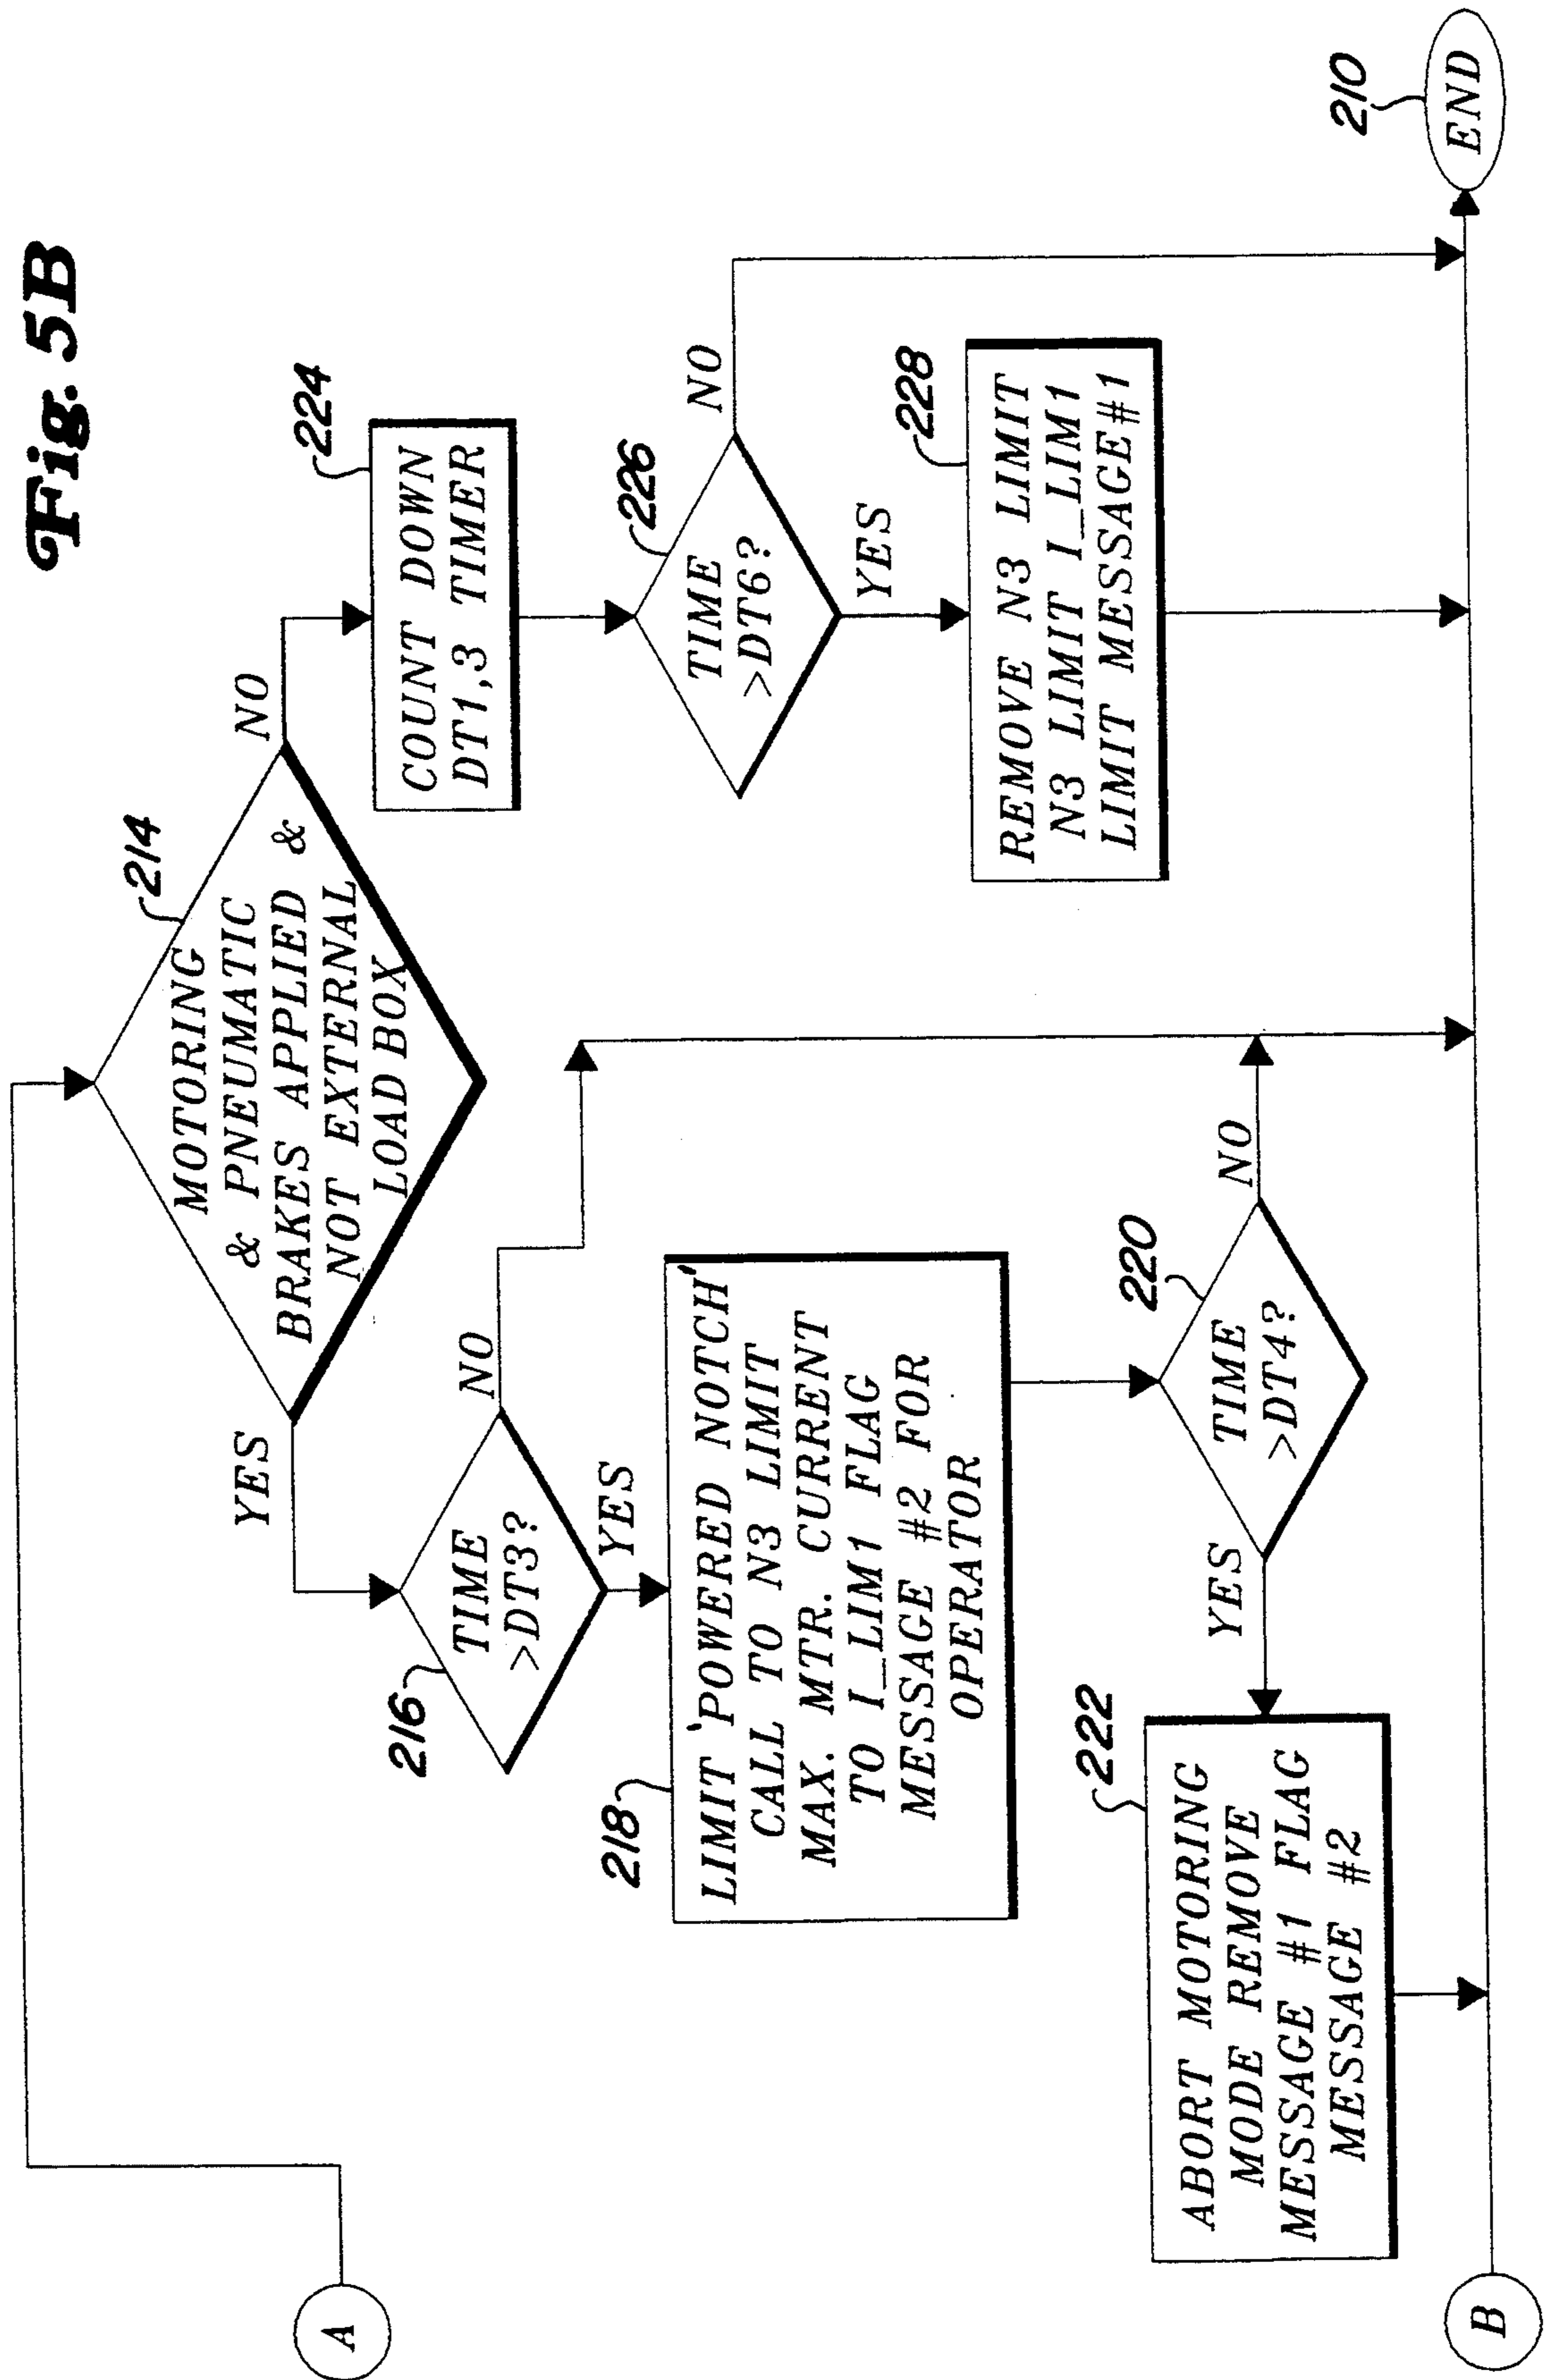 Fig. 5B
A
214
MOTORING
& PNEUMATIC
BRAKES APPLIED &
NOT EXTERNAL
LOAD BOX
YES
NO
216
TIME
>DT3?
NO
YES
218
LIMIT 'POWERED NOTCH'
CALL TO N3 LIMIT
MAX. MTR. CURRENT
TO I_LIM1 FLAG
MESSAGE #2 FOR
OPERATOR
220
TIME
>DT4?
NO
YES
222
ABORT MOTORING
MODE REMOVE
MESSAGE #1 FLAG
MESSAGE #2
224
COUNT DOWN
DT1,3 TIMER
226
TIME
>DT6?
NO
YES
228
REMOVE N3 LIMIT
N3 LIMIT I_LIM1
LIMIT MESSAGE#1
B
210
END